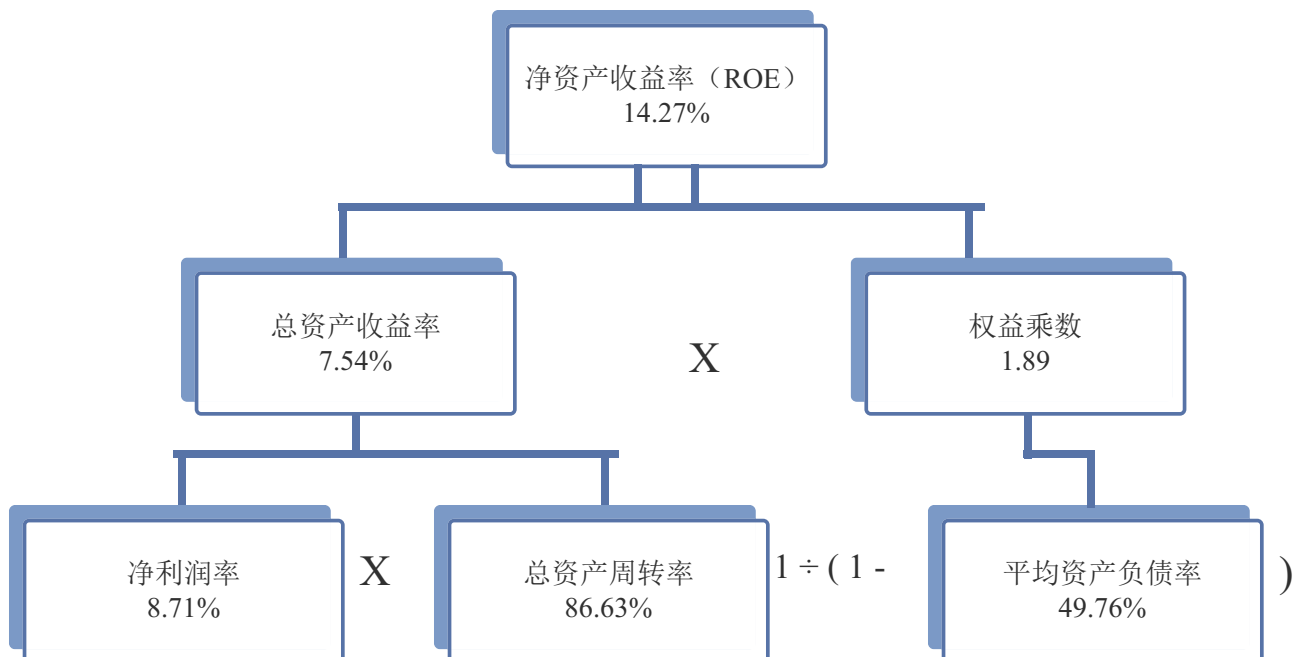 净资产收益率（ROE）
14.27%
总资产收益率
7.54%
X
权益乘数
1.89
净利润率
8.71%
X
总资产周转率
86.63%
1 ÷ ( 1 -
平均资产负债率
49.76%
)